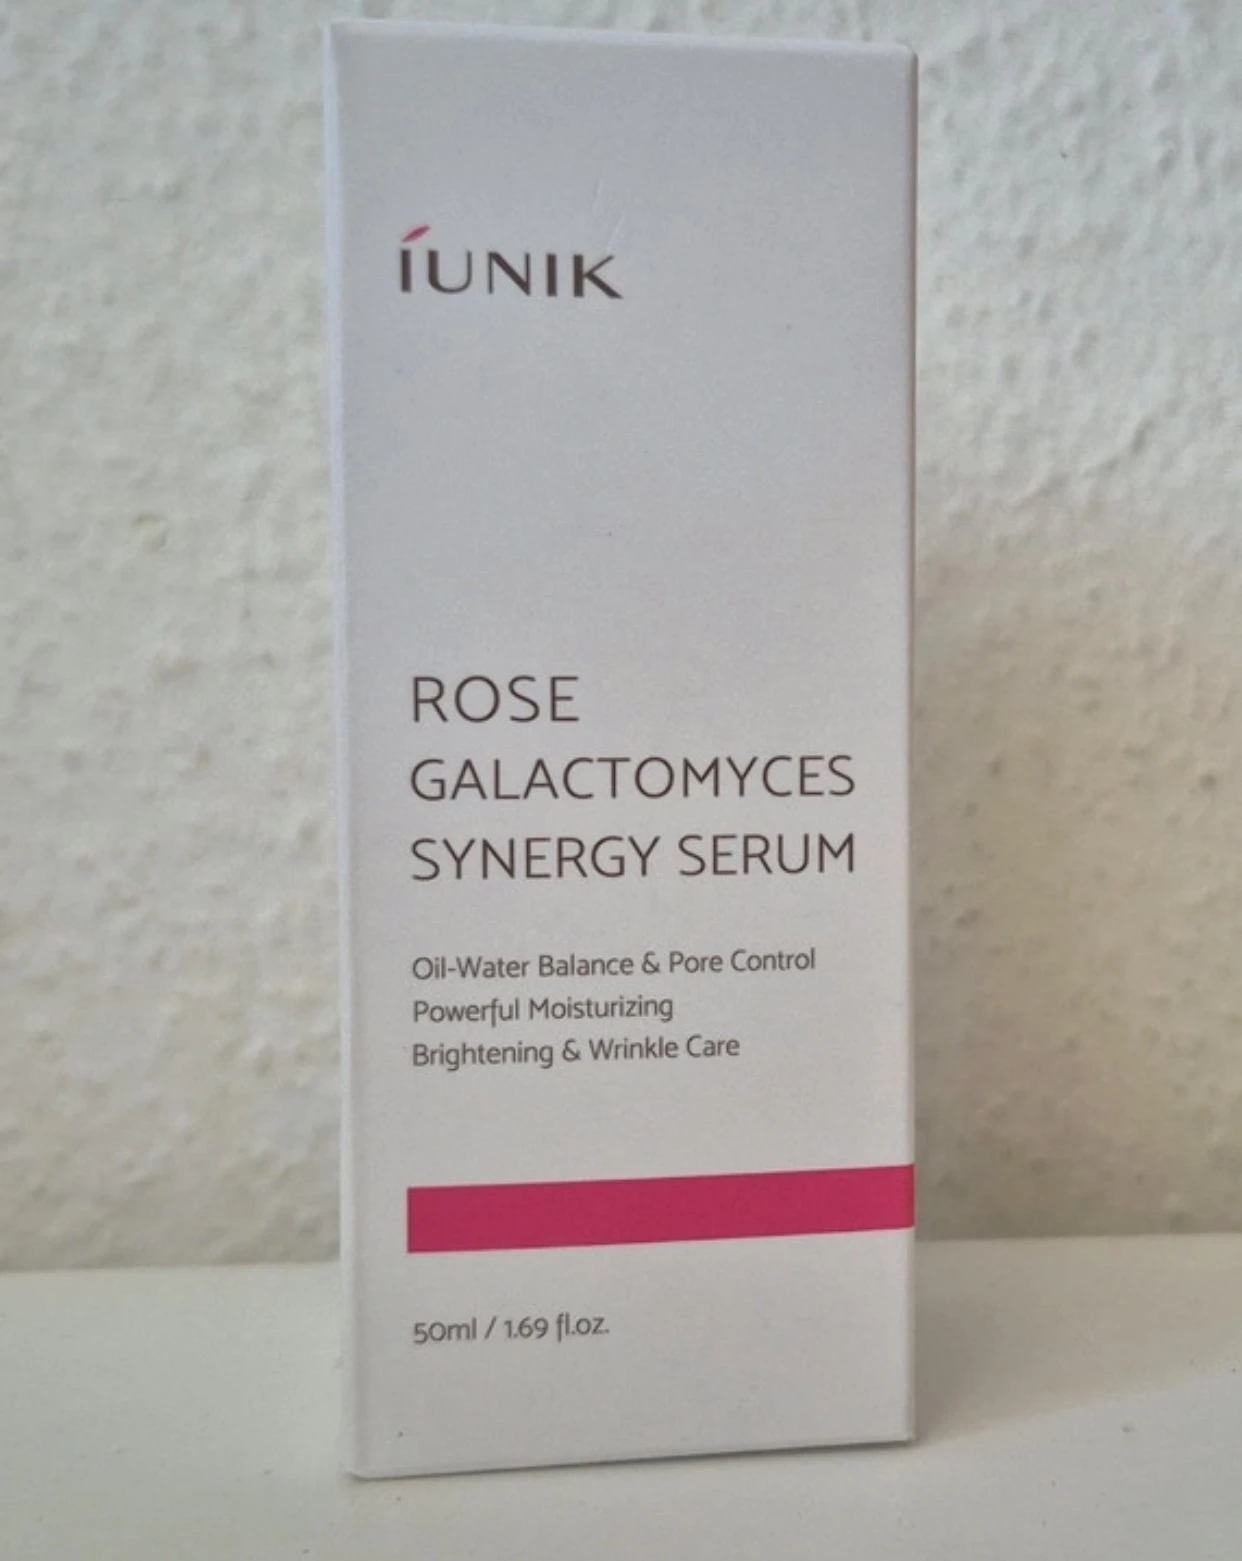 íUNIK
ROSE
GALACTOMYCES
SYNERGY SERUM
Oil-Water Balance & Pore Control
Powerful Moisturizing
Brightening & Wrinkle Care
50ml / 1.69 fl.oz.